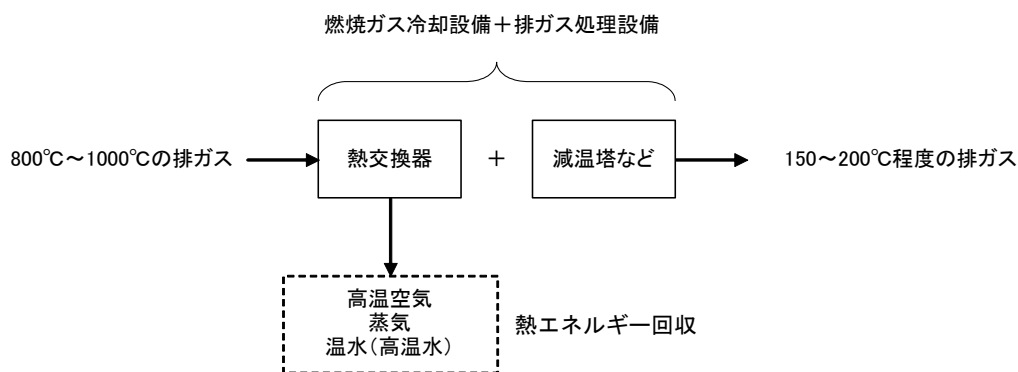 燃焼ガス冷却設備＋排ガス処理設備
800℃～1000℃の排ガス
熱交換器
＋
減温塔など
150～200℃程度の排ガス
高温空気
蒸気
温水(高温水)
熱エネルギー回収